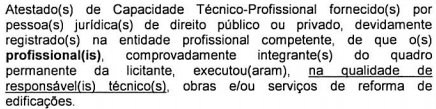 Atestado(s) de Capacidade Técnico-Profissional fornecido(s) por
pessoa(s) jurídica(s) de direito público ou privado, devidamente
registrado(s) na entidade profissional competente, de que o(s)
profissional(is), comprovadamente integrante(s) do quadro
permanente da licitante, executou(aram), na qualidade de
responsável(is) técnico(s), obras e/ou serviços de reforma de
edificações.